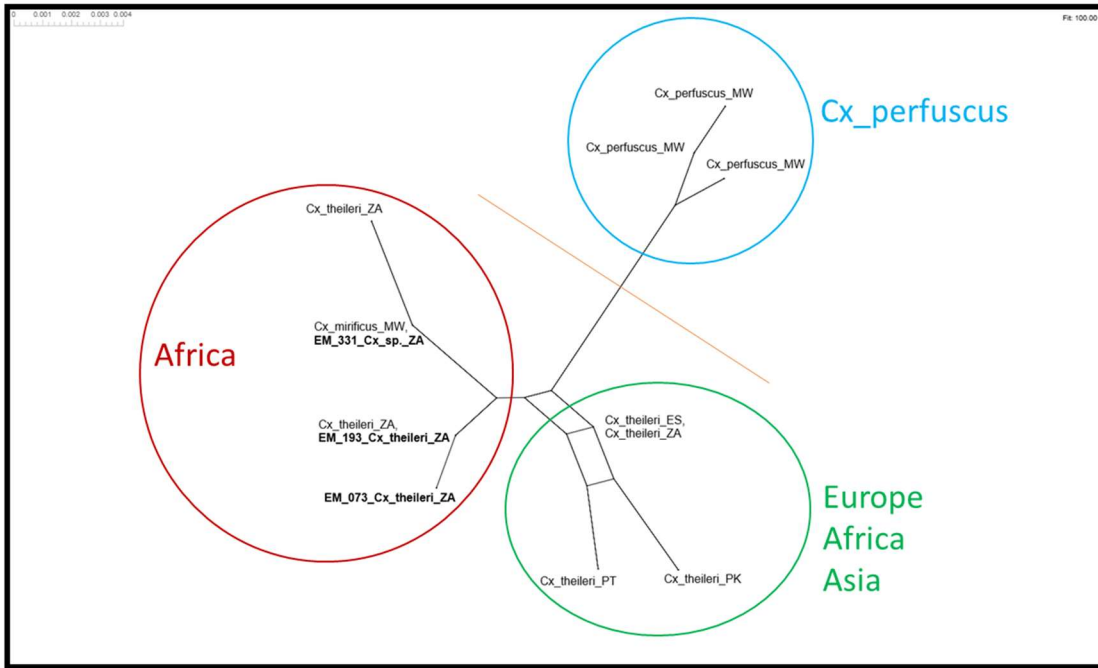 0 0.001 0.002 0.003 0.004
Fit: 100.00
Cx_perfuscus_MW
Cx_perfuscus
Cx_perfuscus_MW
Cx_perfuscus_MW
Cx_theileri_ZA
Cx_mirificus_MW,
EM_331_Cx_sp._ZA
Africa
Cx_theileri_ZA,
EM_193_Cx_theileri_ZA
EM_073_Cx_theileri_ZA
Cx_theileri_ES,
Cx_theileri_ZA
Cx_theileri_PT
Cx_theileri_PK
Europe
Africa
Asia